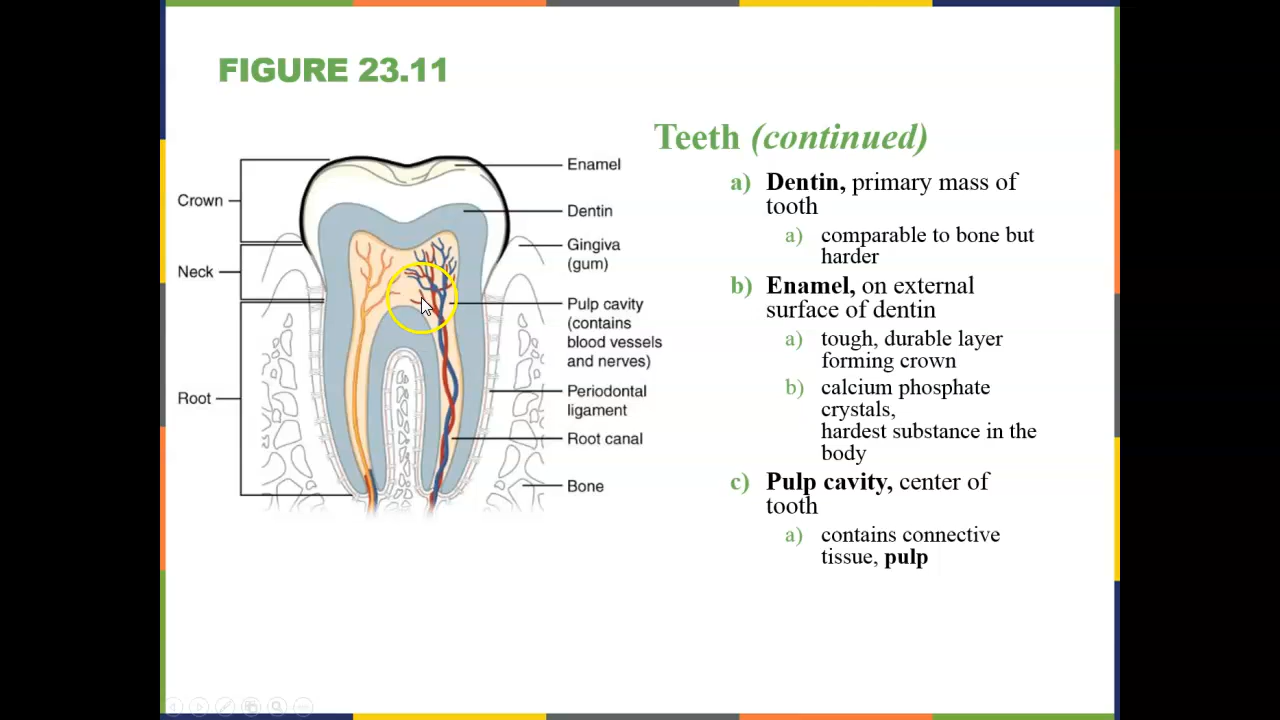 FIGURE 23.11
Crown
Neck
Root
Enamel
Dentin
Gingiva
(gum)
Pulp cavity
(contains
blood vessels
and nerves)
Periodontal
ligament
Root canal
Bone
Teeth (continued)
a) Dentin, primary mass of
tooth
a) comparable to bone but
harder
b) Enamel, on external
surface of dentin
a) tough, durable layer
forming crown
b) calcium phosphate
crystals,
hardest substance in the
body
c) Pulp cavity, center of
tooth
a) contains connective
tissue, pulp